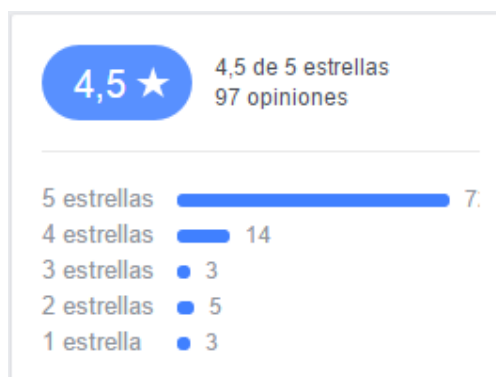 4,5 ★
4,5 de 5 estrellas
97 opiniones
5 estrellas
4 estrellas 14
3 estrellas 3
2 estrellas 5
1 estrella 3